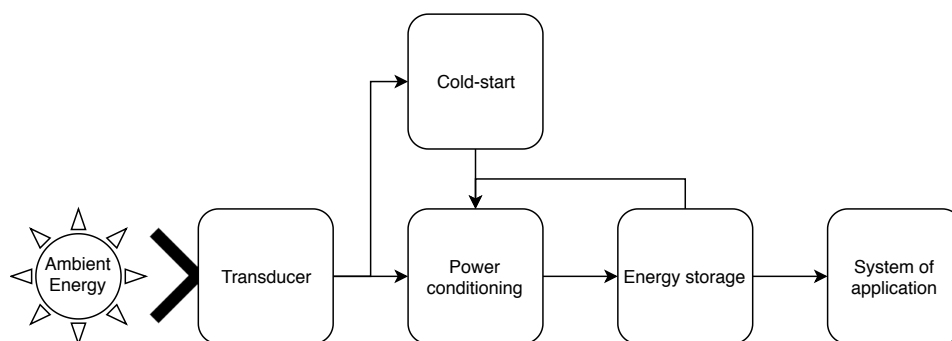 Cold-start
Ambient
Energy
Transducer
Power
conditioning
Energy storage
System of
application